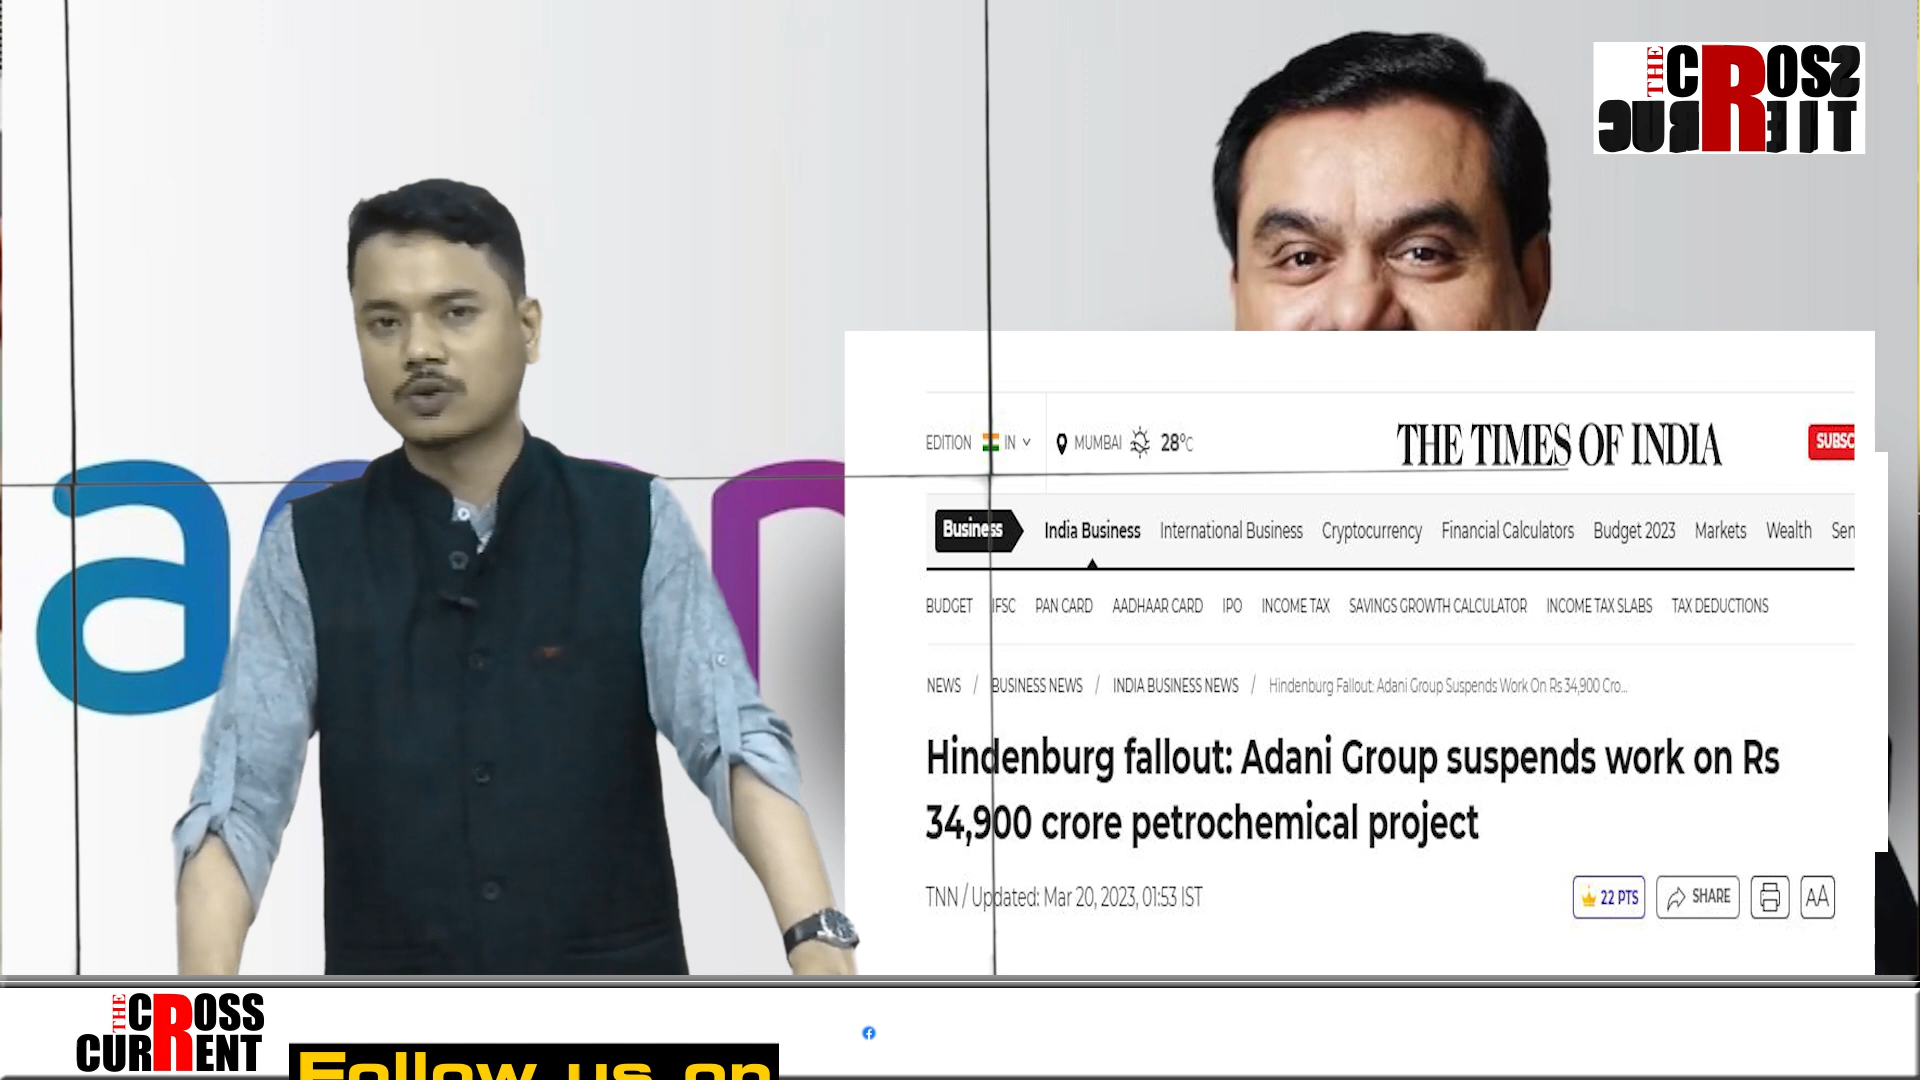 THE CROSS
CURRENT
a
EDITION IN MUMBAI 28°C THE TIMES OF INDIA SUBSC
Business India Business International Business Cryptocurrency Financial Calculators Budget 2023 Markets Wealth Sen
BUDGET IFSC PAN CARD AADHAAR CARD IPO INCOME TAX SAVINGS GROWTH CALCULATOR INCOME TAX SLABS TAX DEDUCTIONS
NEWS / BUSINESS NEWS / INDIA BUSINESS NEWS / Hindenburg Fallout: Adani Group Suspends Work On Rs 34,900 Cro...
Hindenburg fallout: Adani Group suspends work on Rs
34,900 crore petrochemical project
TNN / Updated: Mar 20, 2023, 01:53 IST 22 PTS SHARE AA
THE CROSS
CURRENT
Follow us on